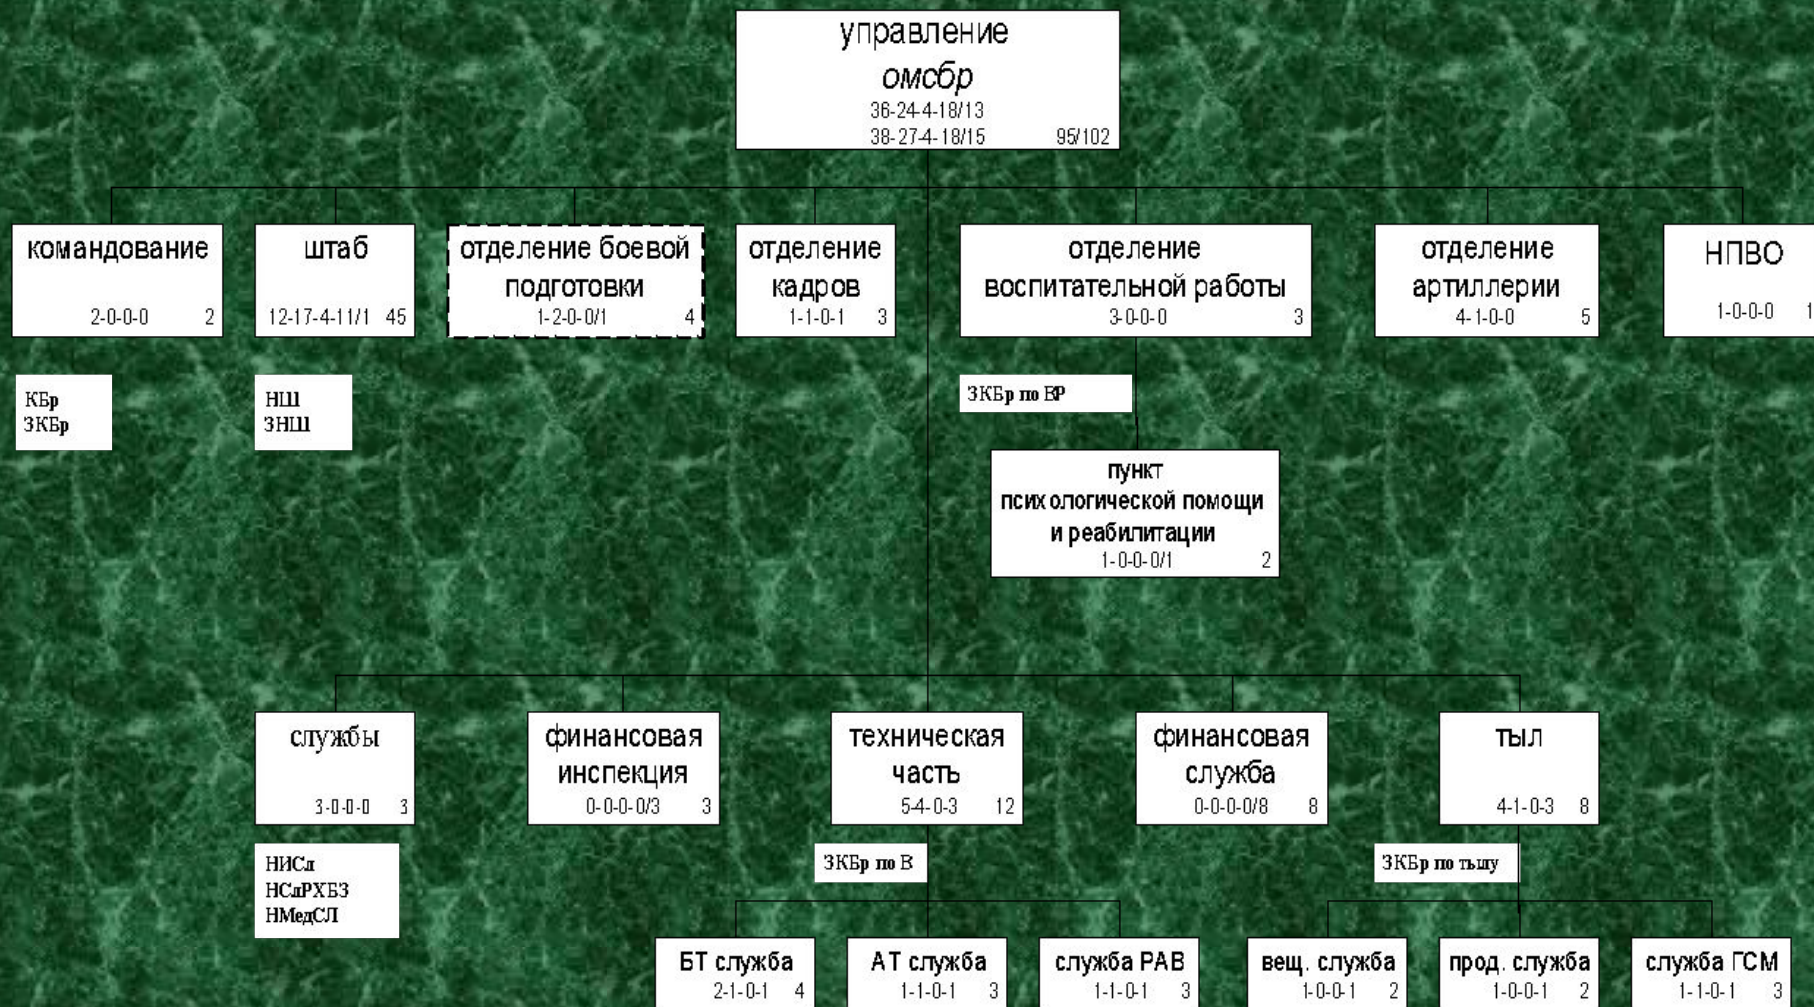 управление
омсбр
36-24-4-18/13
38-27-4-18/15 95/102
командование
2-0-0-0 2
штаб
12-17-4-11/1 45
отделение боевой
подготовки
1-2-0-0/1 4
отделение
кадров
1-1-0-1 3
отделение
воспитательной работы
3-0-0-0 3
отделение
артиллерии
4-1-0-0 5
НПВО
1-0-0-0 1
КБр
ЗКБр
НШ
ЗНШ
ЗКБр по ВР
пункт
психологической помощи
и реабилитации
1-0-0-0/1 2
службы
3-0-0-0 3
финансовая
инспекция
0-0-0-0/3 3
техническая
часть
5-4-0-3 12
финансовая
служба
0-0-0-0/8 8
тыл
4-1-0-3 8
НИСл
НСлРХБЗ
НМедСЛ
ЗКБр по В
ЗКБр по тылу
БТ служба
2-1-0-1 4
АТ служба
1-1-0-1 3
служба РАВ
1-1-0-1 3
вещ. служба
1-0-0-1 2
прод. служба
1-0-0-1 2
служба ГСМ
1-1-0-1 3